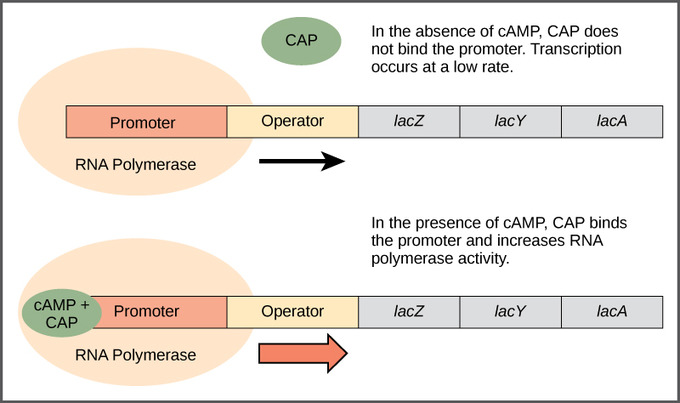 CAP
In the absence of cAMP, CAP does
not bind the promoter. Transcription
occurs at a low rate.
Promoter
Operator
lacZ
lacY
lacA
RNA Polymerase
In the presence of cAMP, CAP binds
the promoter and increases RNA
polymerase activity.
cAMP +
CAP
Promoter
Operator
lacZ
lacY
lacA
RNA Polymerase